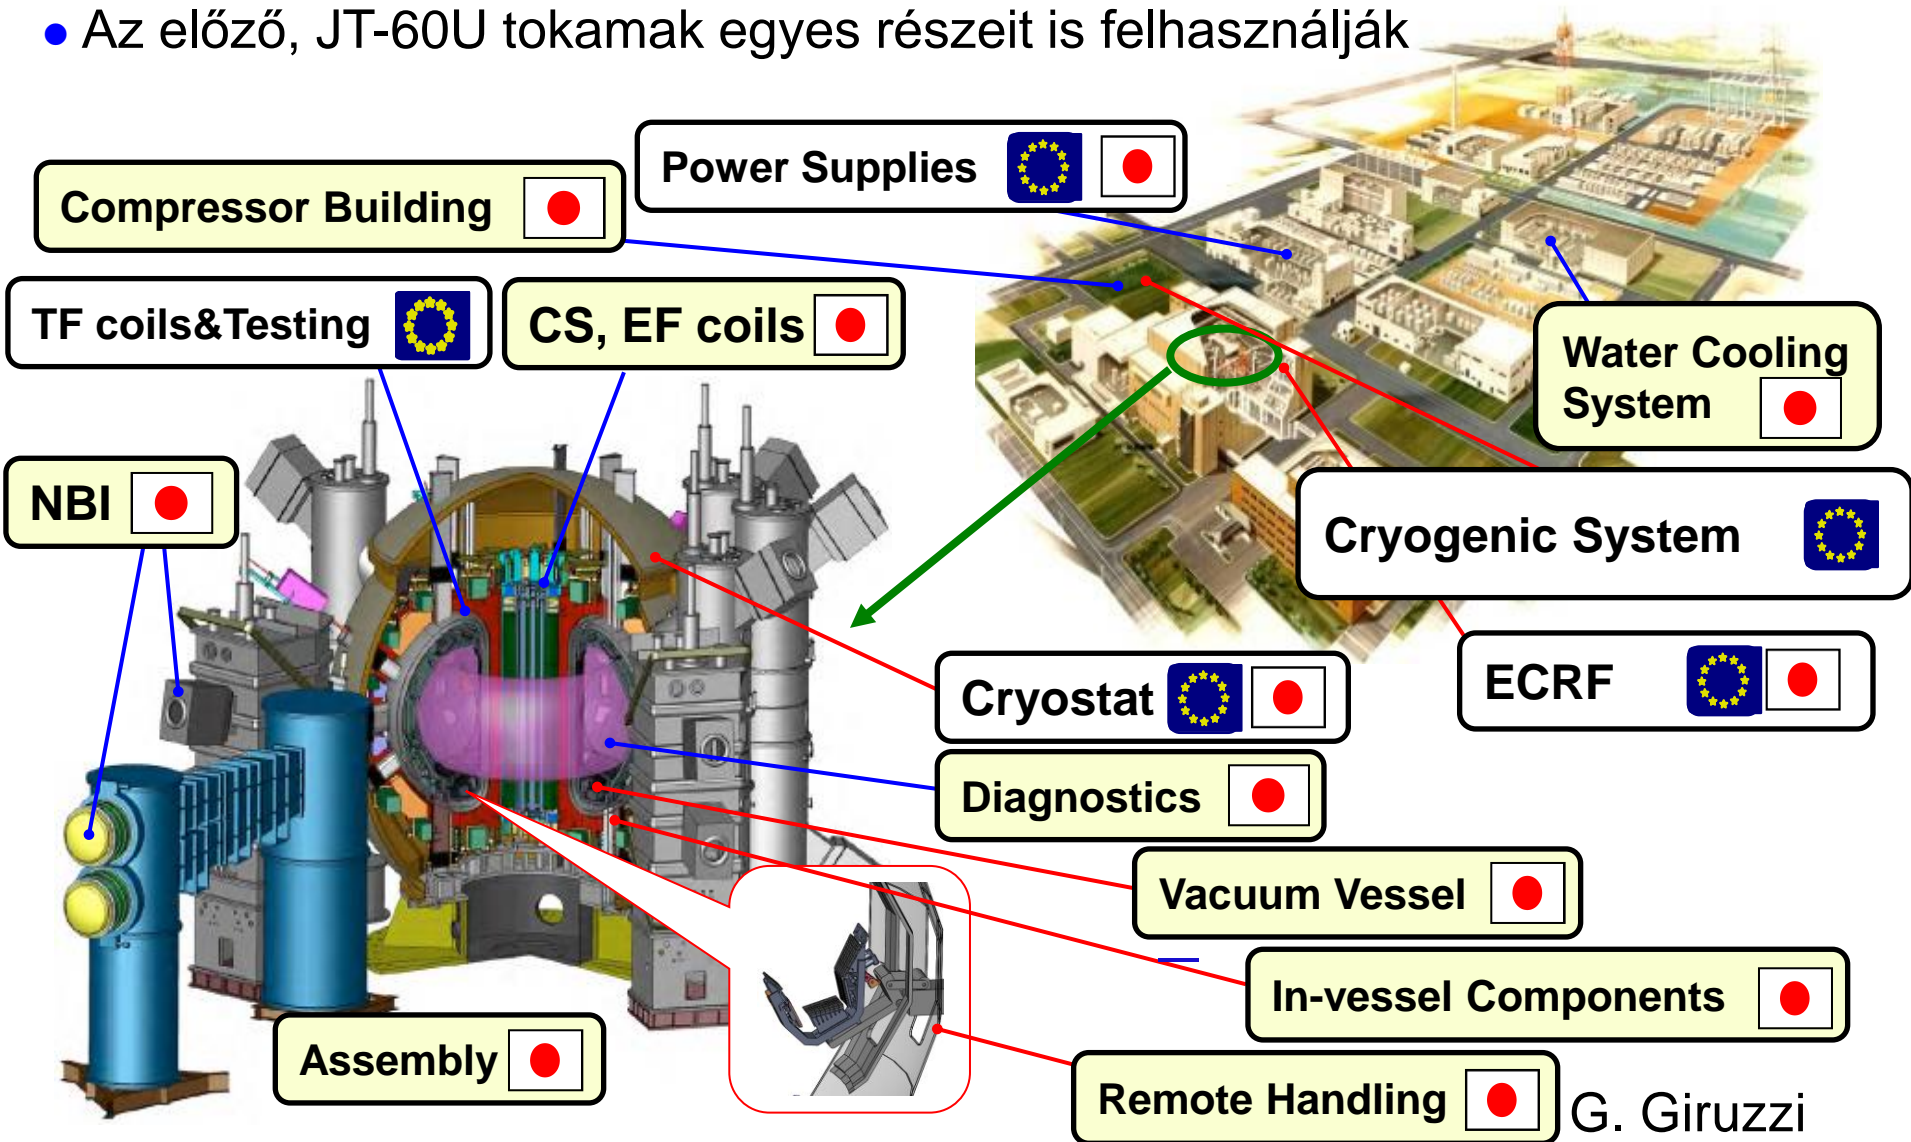 • Az előző, JT-60U tokamak egyes részeit is felhasználják
Power Supplies
Compressor Building
TF coils&Testing
CS, EF coils
Water Cooling
System
NBI
Cryogenic System
Cryostat
ECRF
Diagnostics
Vacuum Vessel
In-vessel Components
Assembly
Remote Handling
G. Giruzzi